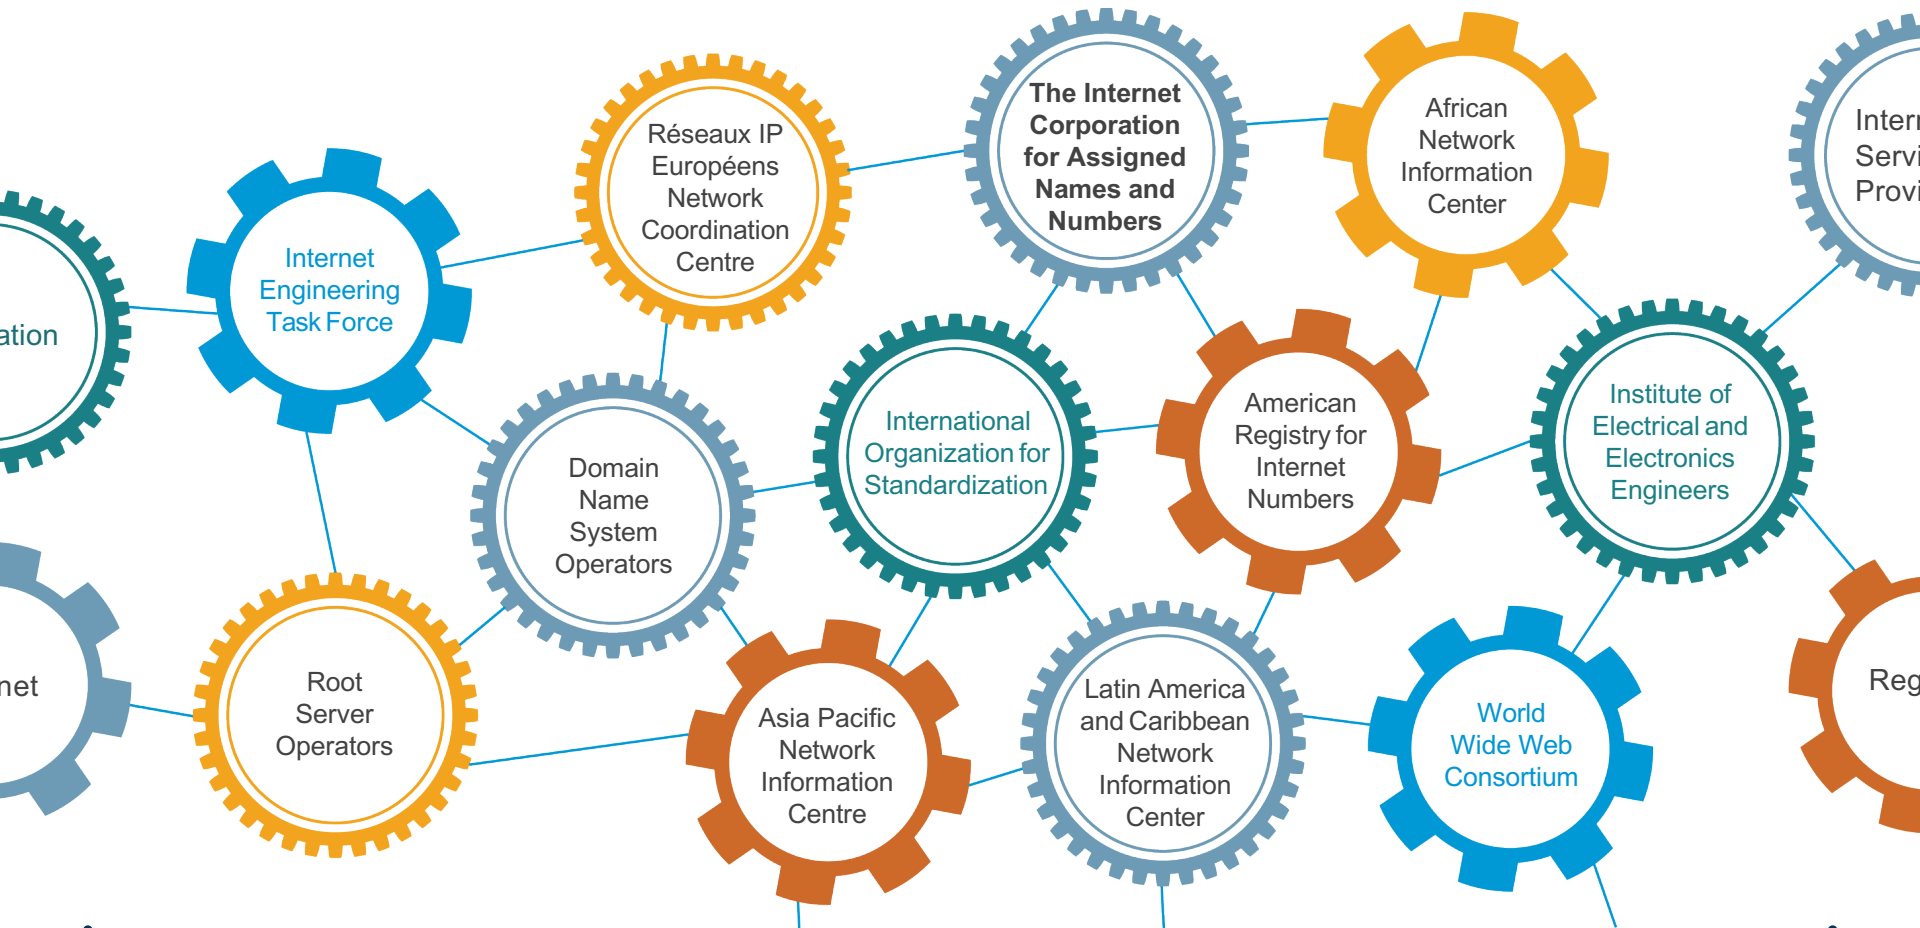 The Internet
Corporation
for Assigned
Names and
Numbers
African
Network
Information
Center
Réseaux IP
Européens
Network
Coordination
Centre
Internet
Engineering
Task Force
ation
International
Organization for
Standardization
American
Registry for
Internet
Numbers
Institute of
Electrical and
Electronics
Engineers
Domain
Name
System
Operators
net
Root
Server
Operators
Asia Pacific
Network
Information
Centre
Latin America
and Caribbean
Network
Information
Center
World
Wide Web
Consortium
Reg